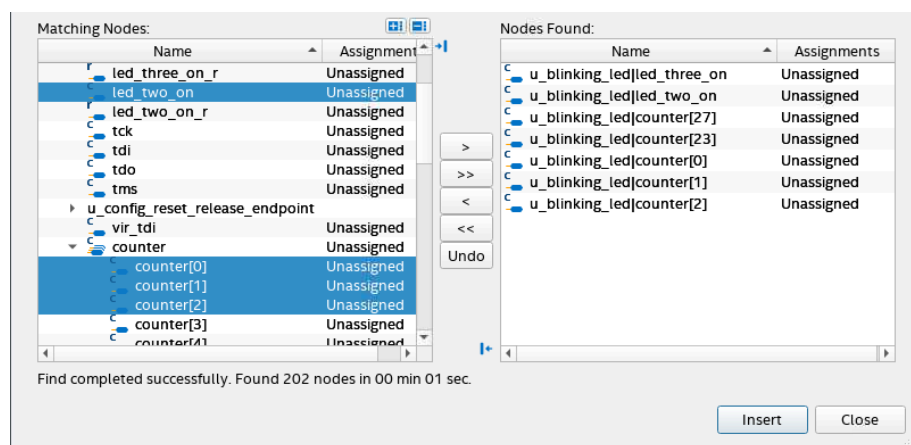 Matching Nodes:
Name Assignment
led_three_on_r Unassigned
led_two_on Unassigned
led_two_on_r Unassigned
tck Unassigned
tdi Unassigned
tdo Unassigned
tms Unassigned
u_config_reset_release_endpoint
vir_tdi Unassigned
counter Unassigned
counter[0] Unassigned
counter[1] Unassigned
counter[2] Unassigned
counter[3] Unassigned
counter[4] Unassigned
>
>>
<
<<
Undo
Nodes Found:
Name Assignments
u_blinking_led|led_three_on Unassigned
u_blinking_led|led_two_on Unassigned
u_blinking_led|counter[27] Unassigned
u_blinking_led|counter[23] Unassigned
u_blinking_led|counter[0] Unassigned
u_blinking_led|counter[1] Unassigned
u_blinking_led|counter[2] Unassigned
Find completed successfully. Found 202 nodes in 00 min 01 sec.
Insert Close